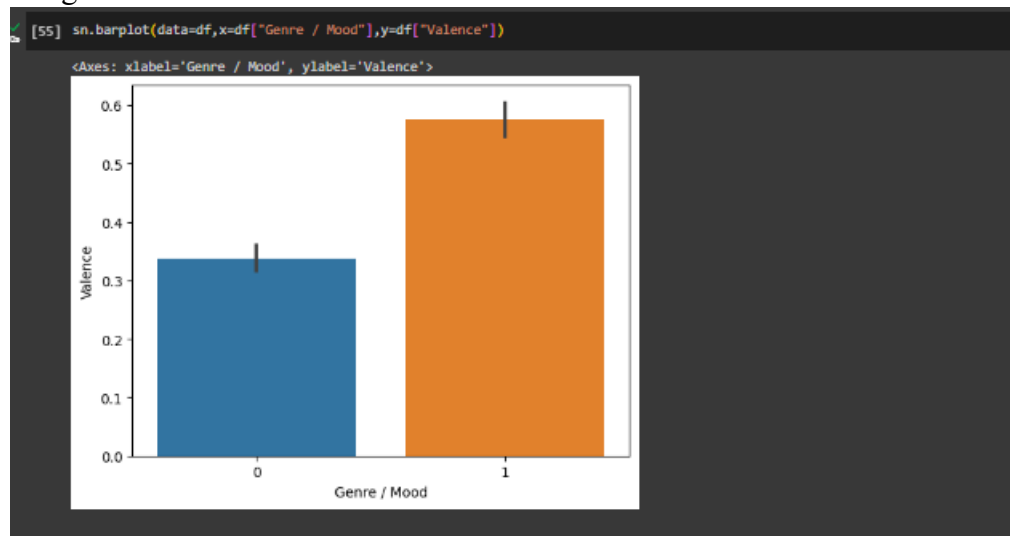 [55] sn.barplot(data=df,x=df["Genre / Mood"],y=df["Valence"])
<Axes: xlabel='Genre / Mood', ylabel='Valence'>
0.6
0.5
0.4
0.3
0.2
0.1
0.0
Valence
0 1
Genre / Mood